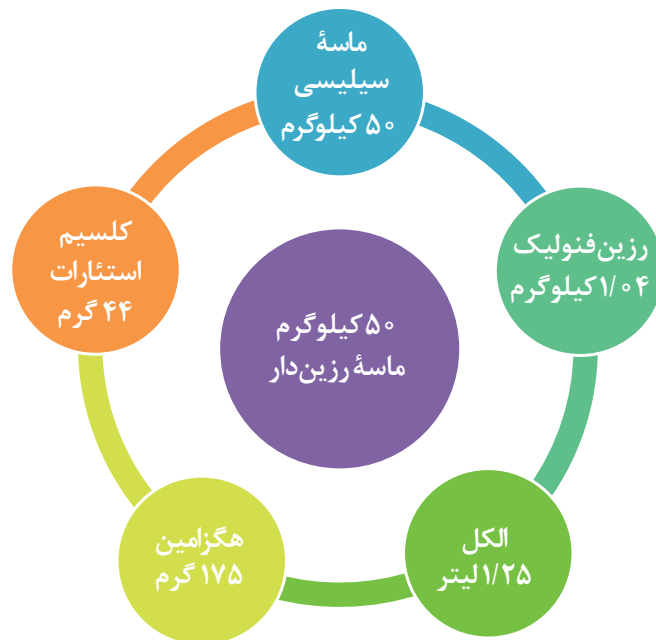 ماسهٔ
سیلیسی
۵۰ کیلوگرم
رزین فنولیک
۱/۰۴ کیلوگرم
الکل
۱/۲۵ لیتر
هگزامین
۱۷۵ گرم
کلسیم
استئارات
۴۴ گرم
۵۰ کیلوگرم
ماسهٔ رزین‌دار